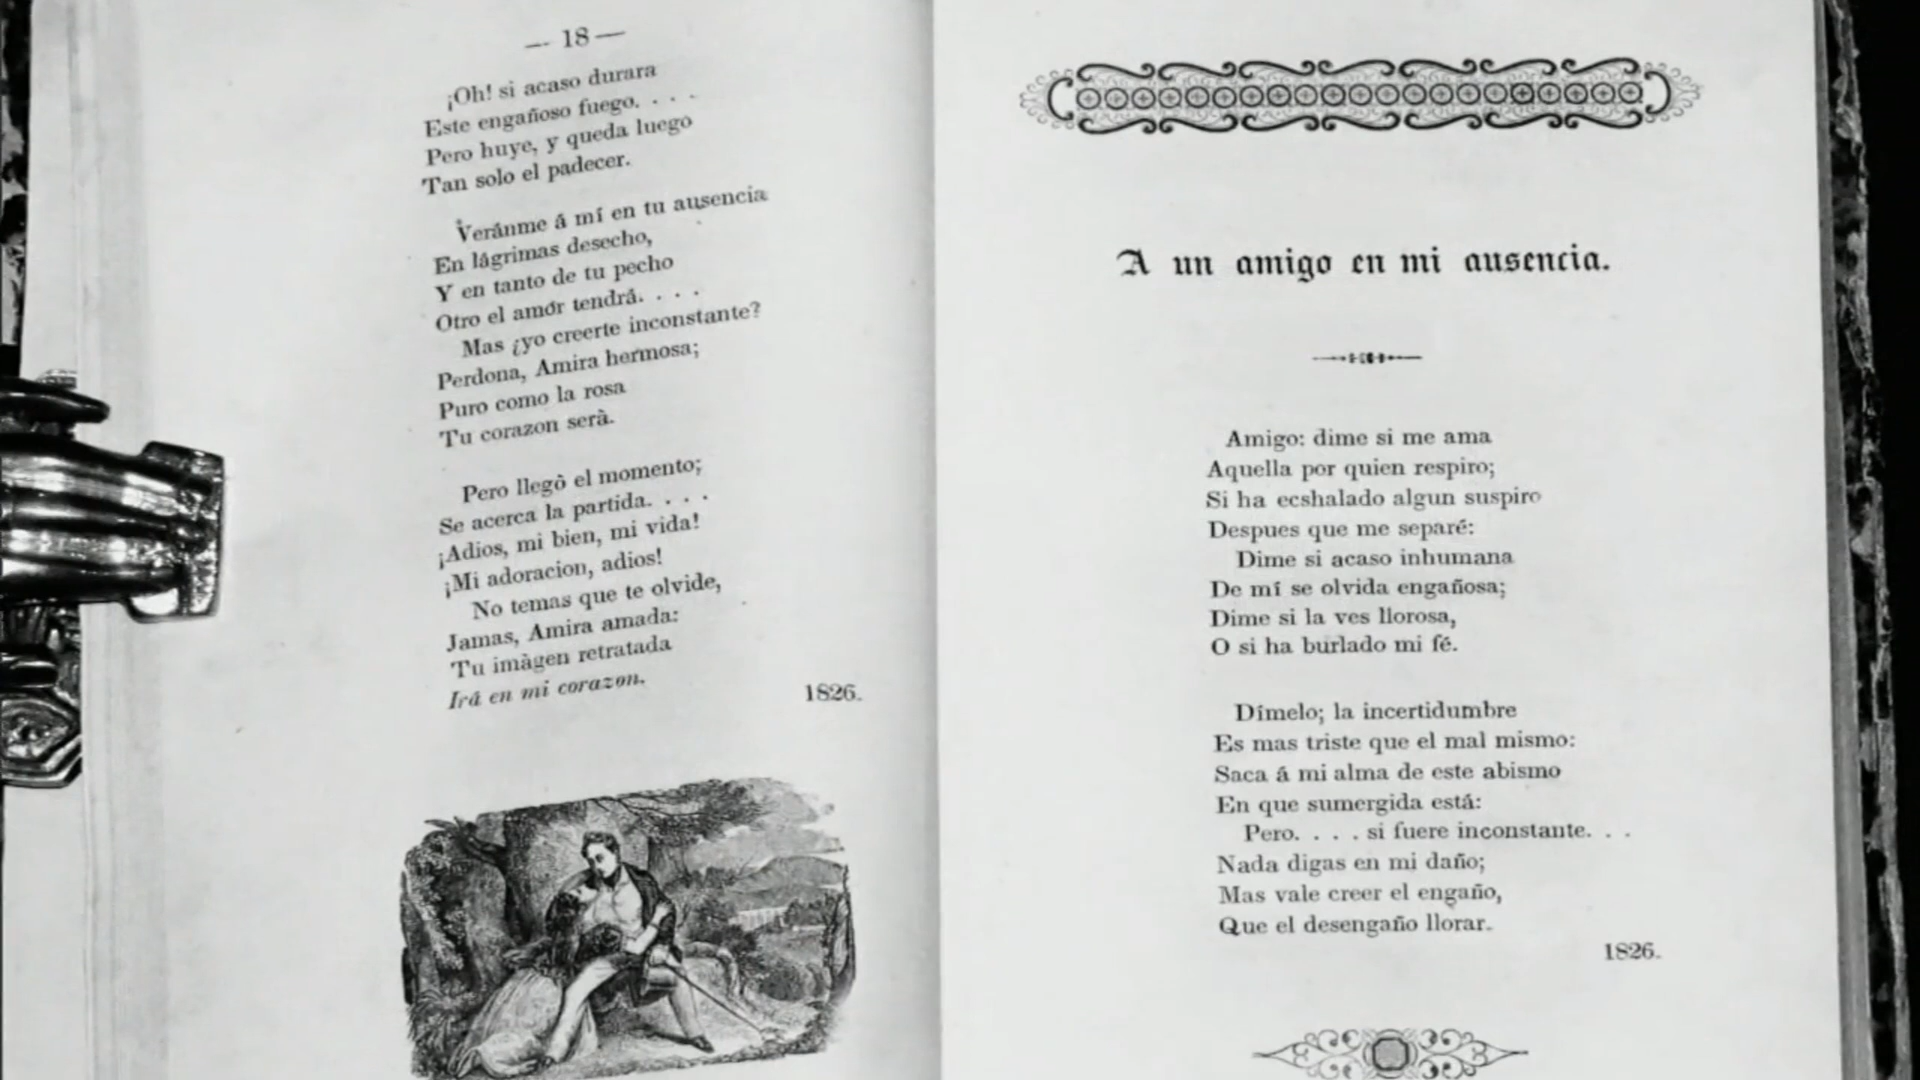 — 18 —
¡Oh! si acaso durara
Este engañoso fuego. . . .
Pero huye, y queda luego
Tan solo el padecer.
Veránme á mí en tu ausencia
En lágrimas desecho,
Y en tanto de tu pecho
Otro el amor tendrá. . . .
Mas ¿yo creerte inconstante?
Perdona, Amira hermosa;
Puro como la rosa
Tu corazon serà.
Pero llegò el momento;
Se acerca la partida. . . .
¡Adios, mi bien, mi vida!
¡Mi adoracion, adios!
No temas que te olvide,
Jamas, Amira amada:
Tu imàgen retratada
Irá en mi corazon.
1826.
A un amigo en mi ausencia.
Amigo: dime si me ama
Aquella por quien respiro;
Si ha ecshalado algun suspiro
Despues que me separé:
Dime si acaso inhumana
De mí se olvida engañosa;
Dime si la ves llorosa,
O si ha burlado mi fé.
Dímelo; la incertidumbre
Es mas triste que el mal mismo:
Saca á mi alma de este abismo
En que sumergida está:
Pero. . . . si fuere inconstante. . .
Nada digas en mi daño;
Mas vale creer el engaño,
Que el desengaño llorar.
1826.